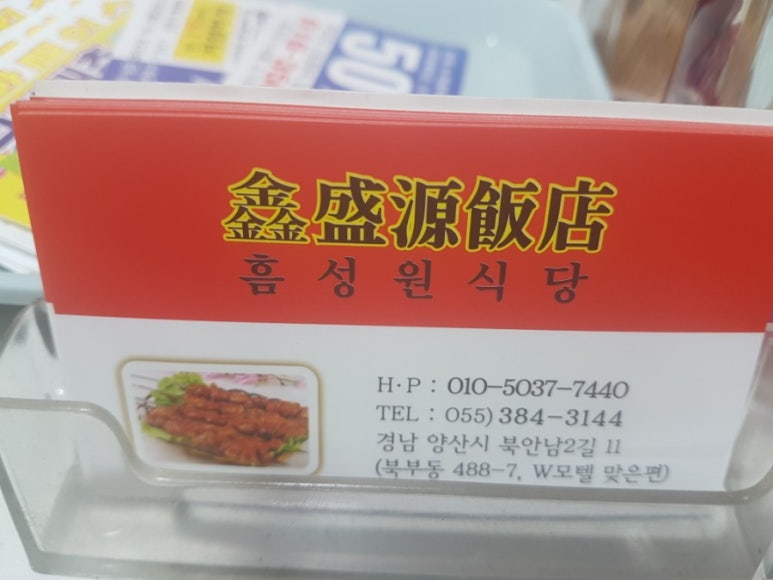 50
鑫盛源飯店
흠성원식당
H·P : 010-5037-7440
TEL : 055) 384-3144
경남 양산시 북안남2길 11
(북부동 488-7, W모텔 맞은편)